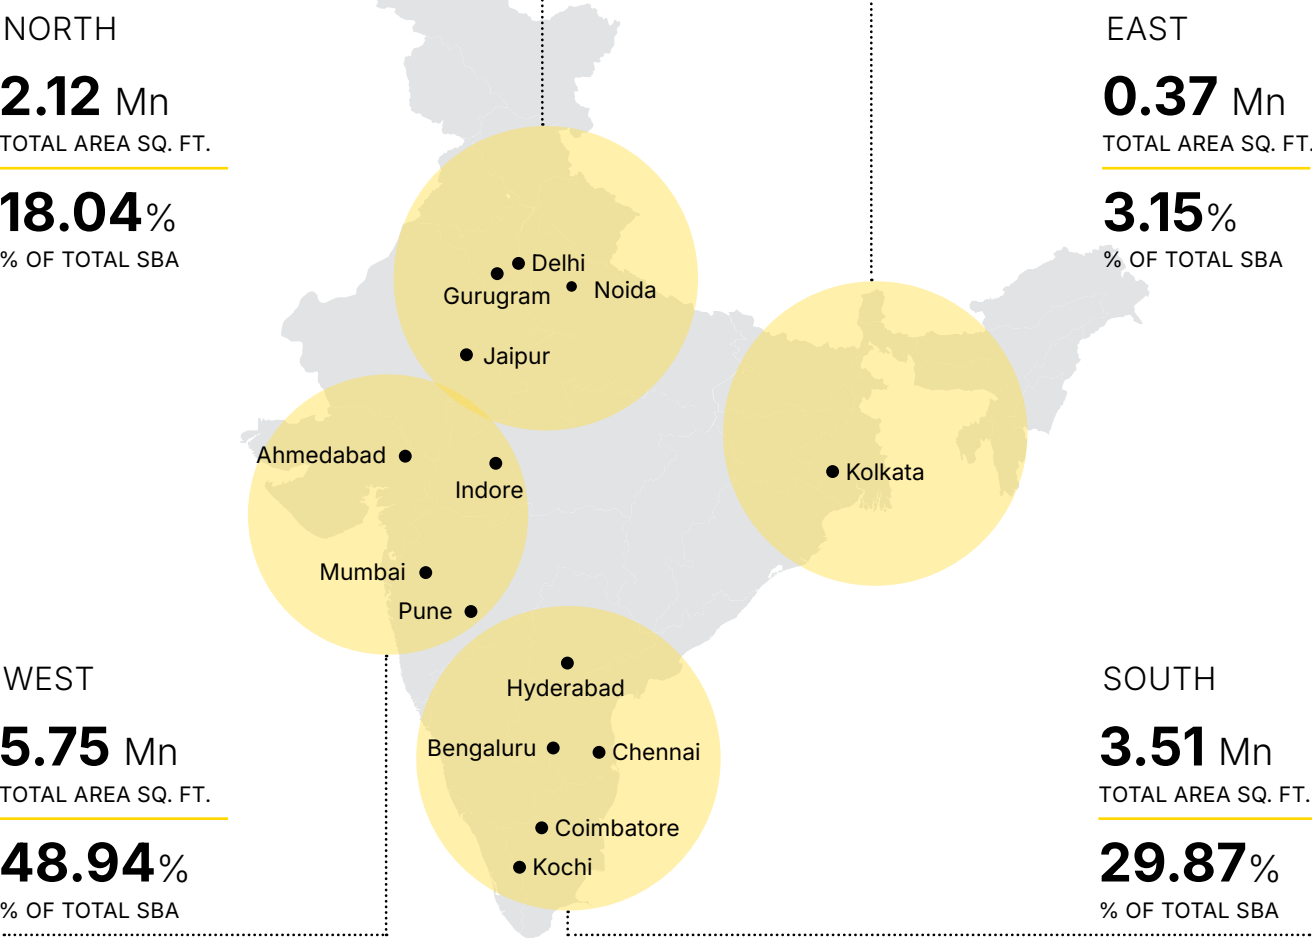 NORTH
2.12 Mn
TOTAL AREA SQ. FT.
18.04%
% OF TOTAL SBA
EAST
0.37 Mn
TOTAL AREA SQ. FT.
3.15%
% OF TOTAL SBA
Delhi
Gurugram
Noida
Jaipur
Ahmedabad
Indore
Kolkata
Mumbai
Pune
Hyderabad
Bengaluru
Chennai
Coimbatore
Kochi
WEST
5.75 Mn
TOTAL AREA SQ. FT.
48.94%
% OF TOTAL SBA
SOUTH
3.51 Mn
TOTAL AREA SQ. FT.
29.87%
% OF TOTAL SBA